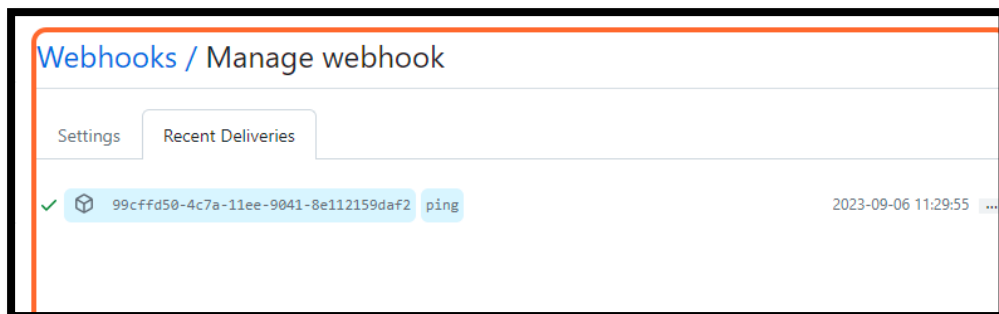 Webhooks / Manage webhook
Settings Recent Deliveries
99cffd50-4c7a-11ee-9041-8e112159daf2 ping 2023-09-06 11:29:55 ...